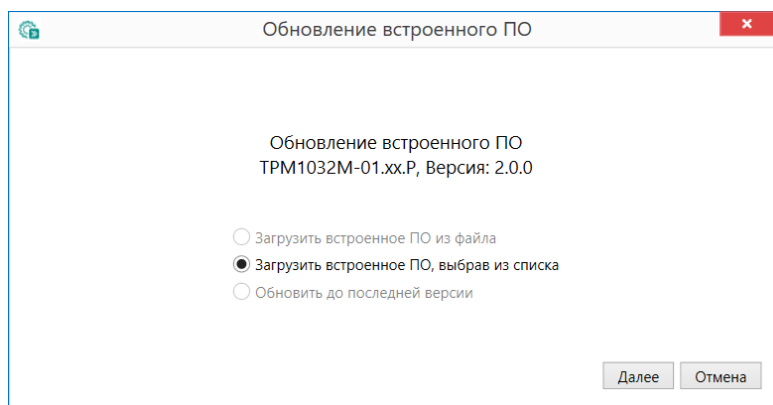 Обновление встроенного ПО
Обновление встроенного ПО
ТРМ1032М-01.xx.Р, Версия: 2.0.0
Загрузить встроенное ПО из файла
Загрузить встроенное ПО, выбрав из списка
Обновить до последней версии
Далее
Отмена